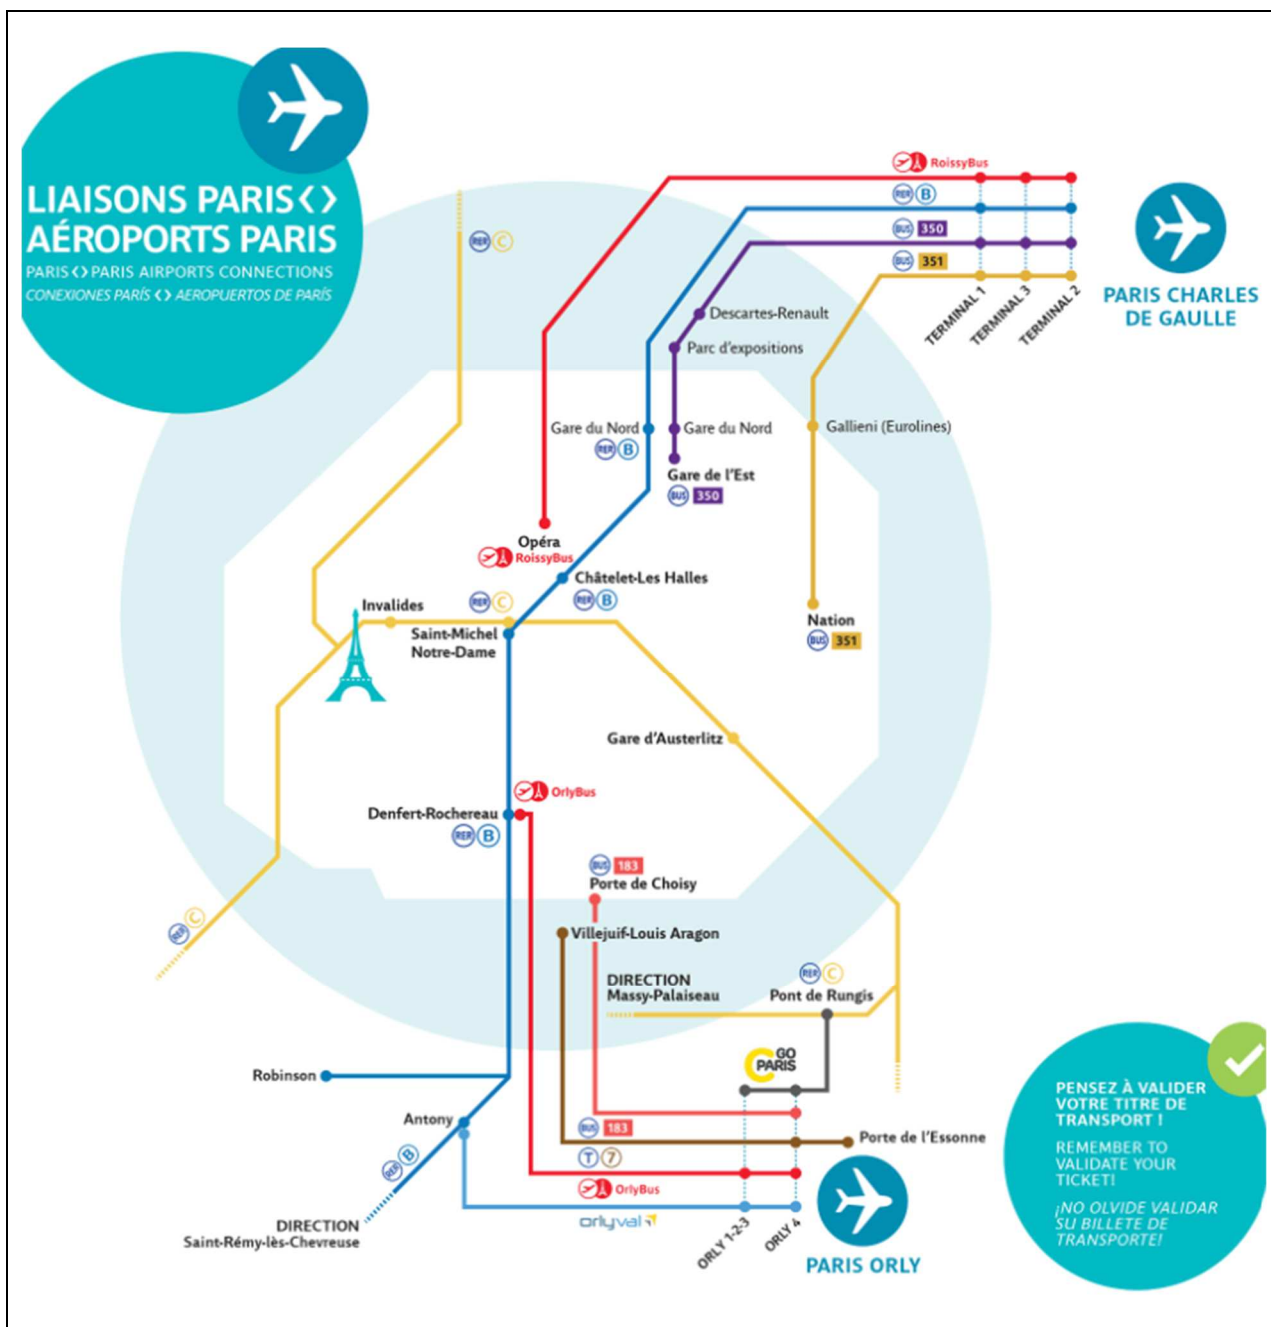 LIAISONS PARIS<>
AÉROPORTS PARIS
PARIS<>PARIS AIRPORTS CONNECTIONS
CONEXIONES PARÍS <> AEROPUERTOS DE PARÍS
RoissyBus
RER B
BUS 350
BUS 351
TERMINAL 1
TERMINAL 3
TERMINAL 2
PARIS CHARLES
DE GAULLE
RER C
Descartes-Renault
Parc d'expositions
Gare du Nord
RER B
Gare du Nord
Gare de l'Est
BUS 350
Gallieni (Eurolines)
Opéra
RoissyBus
Châtelet-Les Halles
RER B
Invalides
RER C
Saint-Michel
Notre-Dame
Nation
BUS 351
Gare d'Austerlitz
OrlyBus
Denfert-Rochereau
RER B
BUS 183
Porte de Choisy
RER C
Villejuif-Louis Aragon
DIRECTION
Massy-Palaiseau
RER C
Pont de Rungis
GO
C PARIS
Robinson
Antony
RER B
DIRECTION
Saint-Rémy-lès-Chevreuse
BUS 183
T 7
Porte de l'Essonne
OrlyBus
orlyval
ORLY 1-2-3
ORLY 4
PARIS ORLY
PENSEZ À VALIDER
VOTRE TITRE DE
TRANSPORT !
REMEMBER TO
VALIDATE YOUR
TICKET!
¡NO OLVIDE VALIDAR
SU BILLETE DE
TRANSPORTE!